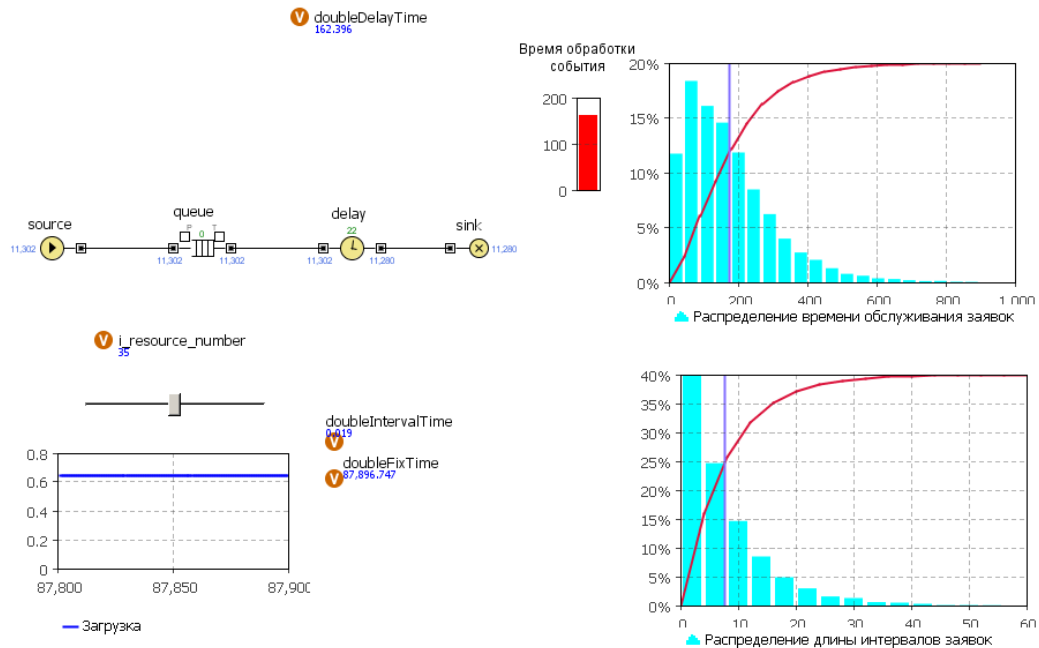 V doubleDelayTime
162.396
Время обработки
события
200
100
0
20%
15%
10%
5%
0%
0 200 400 600 800 1 000
Распределение времени обслуживания заявок
source
queue
delay
sink
P T
0
22
11,302
11,302
11,302
11,302
11,280
11,280
V i_resource_number
35
doubleIntervalTime
0.019
V
doubleFixTime
V 87,896.747
0.8
0.6
0.4
0.2
0
87,800 87,850 87,900
Загрузка
40%
35%
30%
25%
20%
15%
10%
5%
0%
0 10 20 30 40 50 60
Распределение длины интервалов заявок